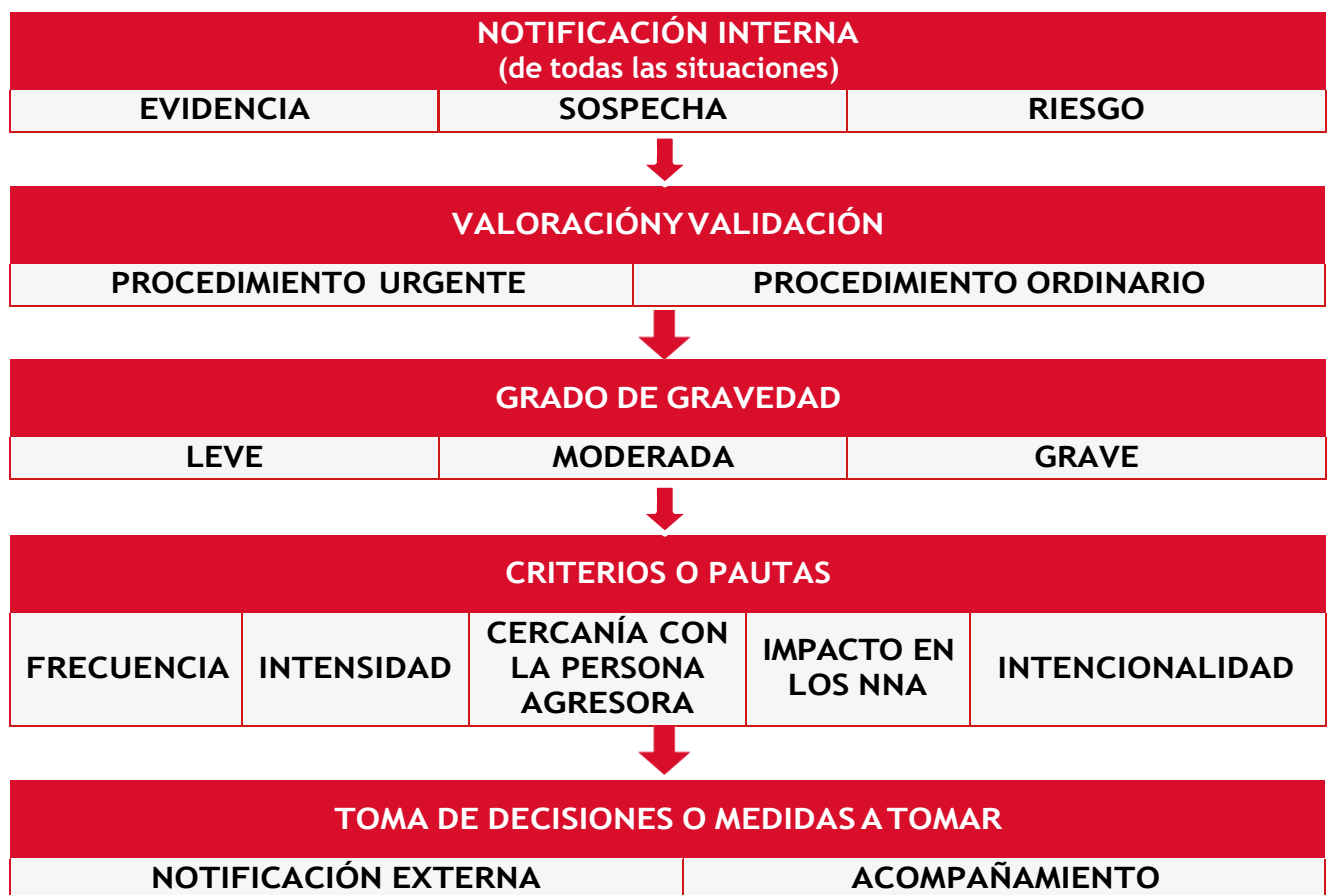 NOTIFICACIÓN INTERNA
(de todas las situaciones)
EVIDENCIA SOSPECHA RIESGO
VALORACIÓNY VALIDACIÓN
PROCEDIMIENTO URGENTE PROCEDIMIENTO ORDINARIO
GRADO DE GRAVEDAD
LEVE MODERADA GRAVE
CRITERIOS O PAUTAS
FRECUENCIA
INTENSIDAD
CERCANÍA CON
LA PERSONA
AGRESORA
IMPACTO EN
LOS NNA
INTENCIONALIDAD
TOMA DE DECISIONES O MEDIDAS A TOMAR
NOTIFICACIÓN EXTERNA ACOMPAÑAMIENTO